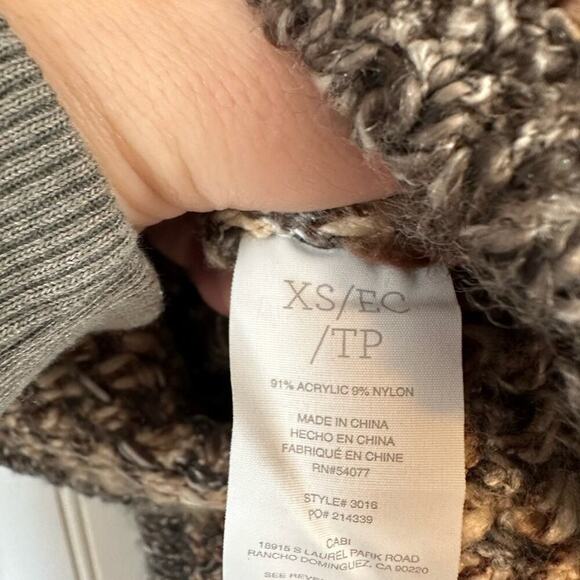 XS/EC
/TP
91% ACRYLIC 9% NYLON
MADE IN CHINA
HECHO EN CHINA
FABRIQUÉ EN CHINE
RN#54077
STYLE# 3016
PO# 214339
CABI
18915 S LAUREL PARK ROAD
RANCHO DOMINGUEZ, CA 90220
SEE